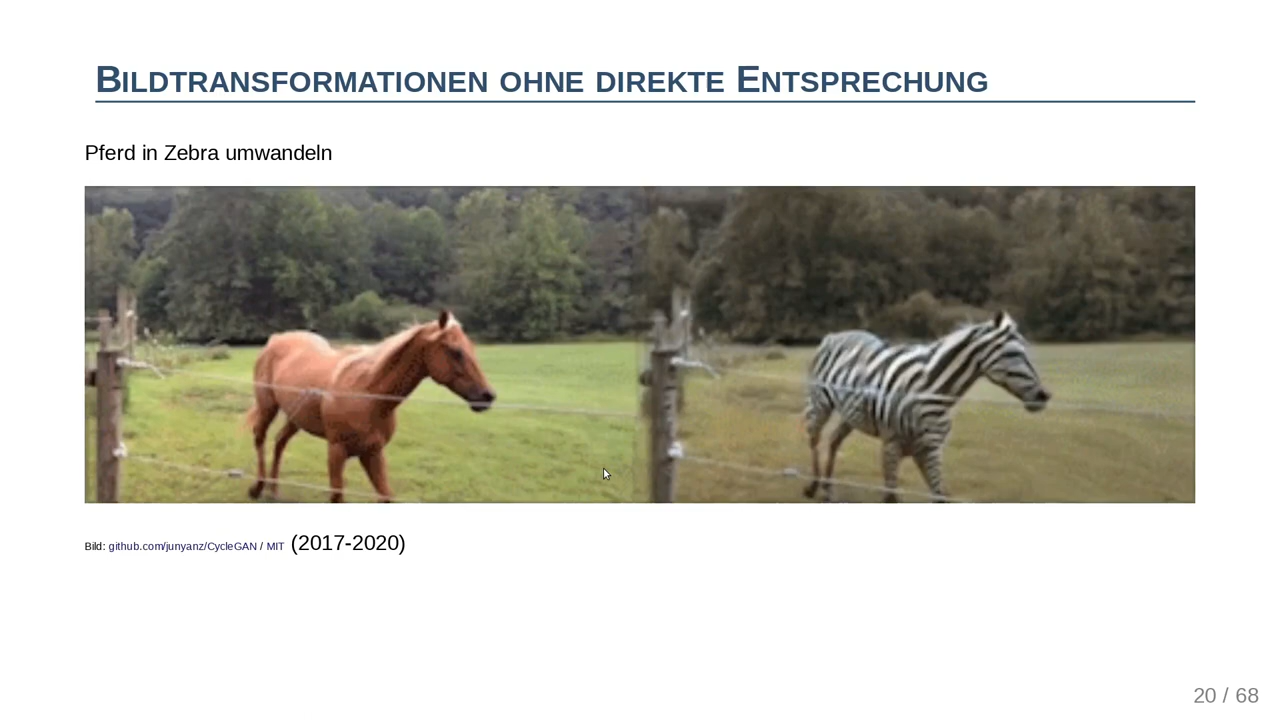 Bildtransformationen ohne direkte Entsprechung
Pferd in Zebra umwandeln
Bild: github.com/junyanz/CycleGAN / MIT (2017-2020)
20 / 68